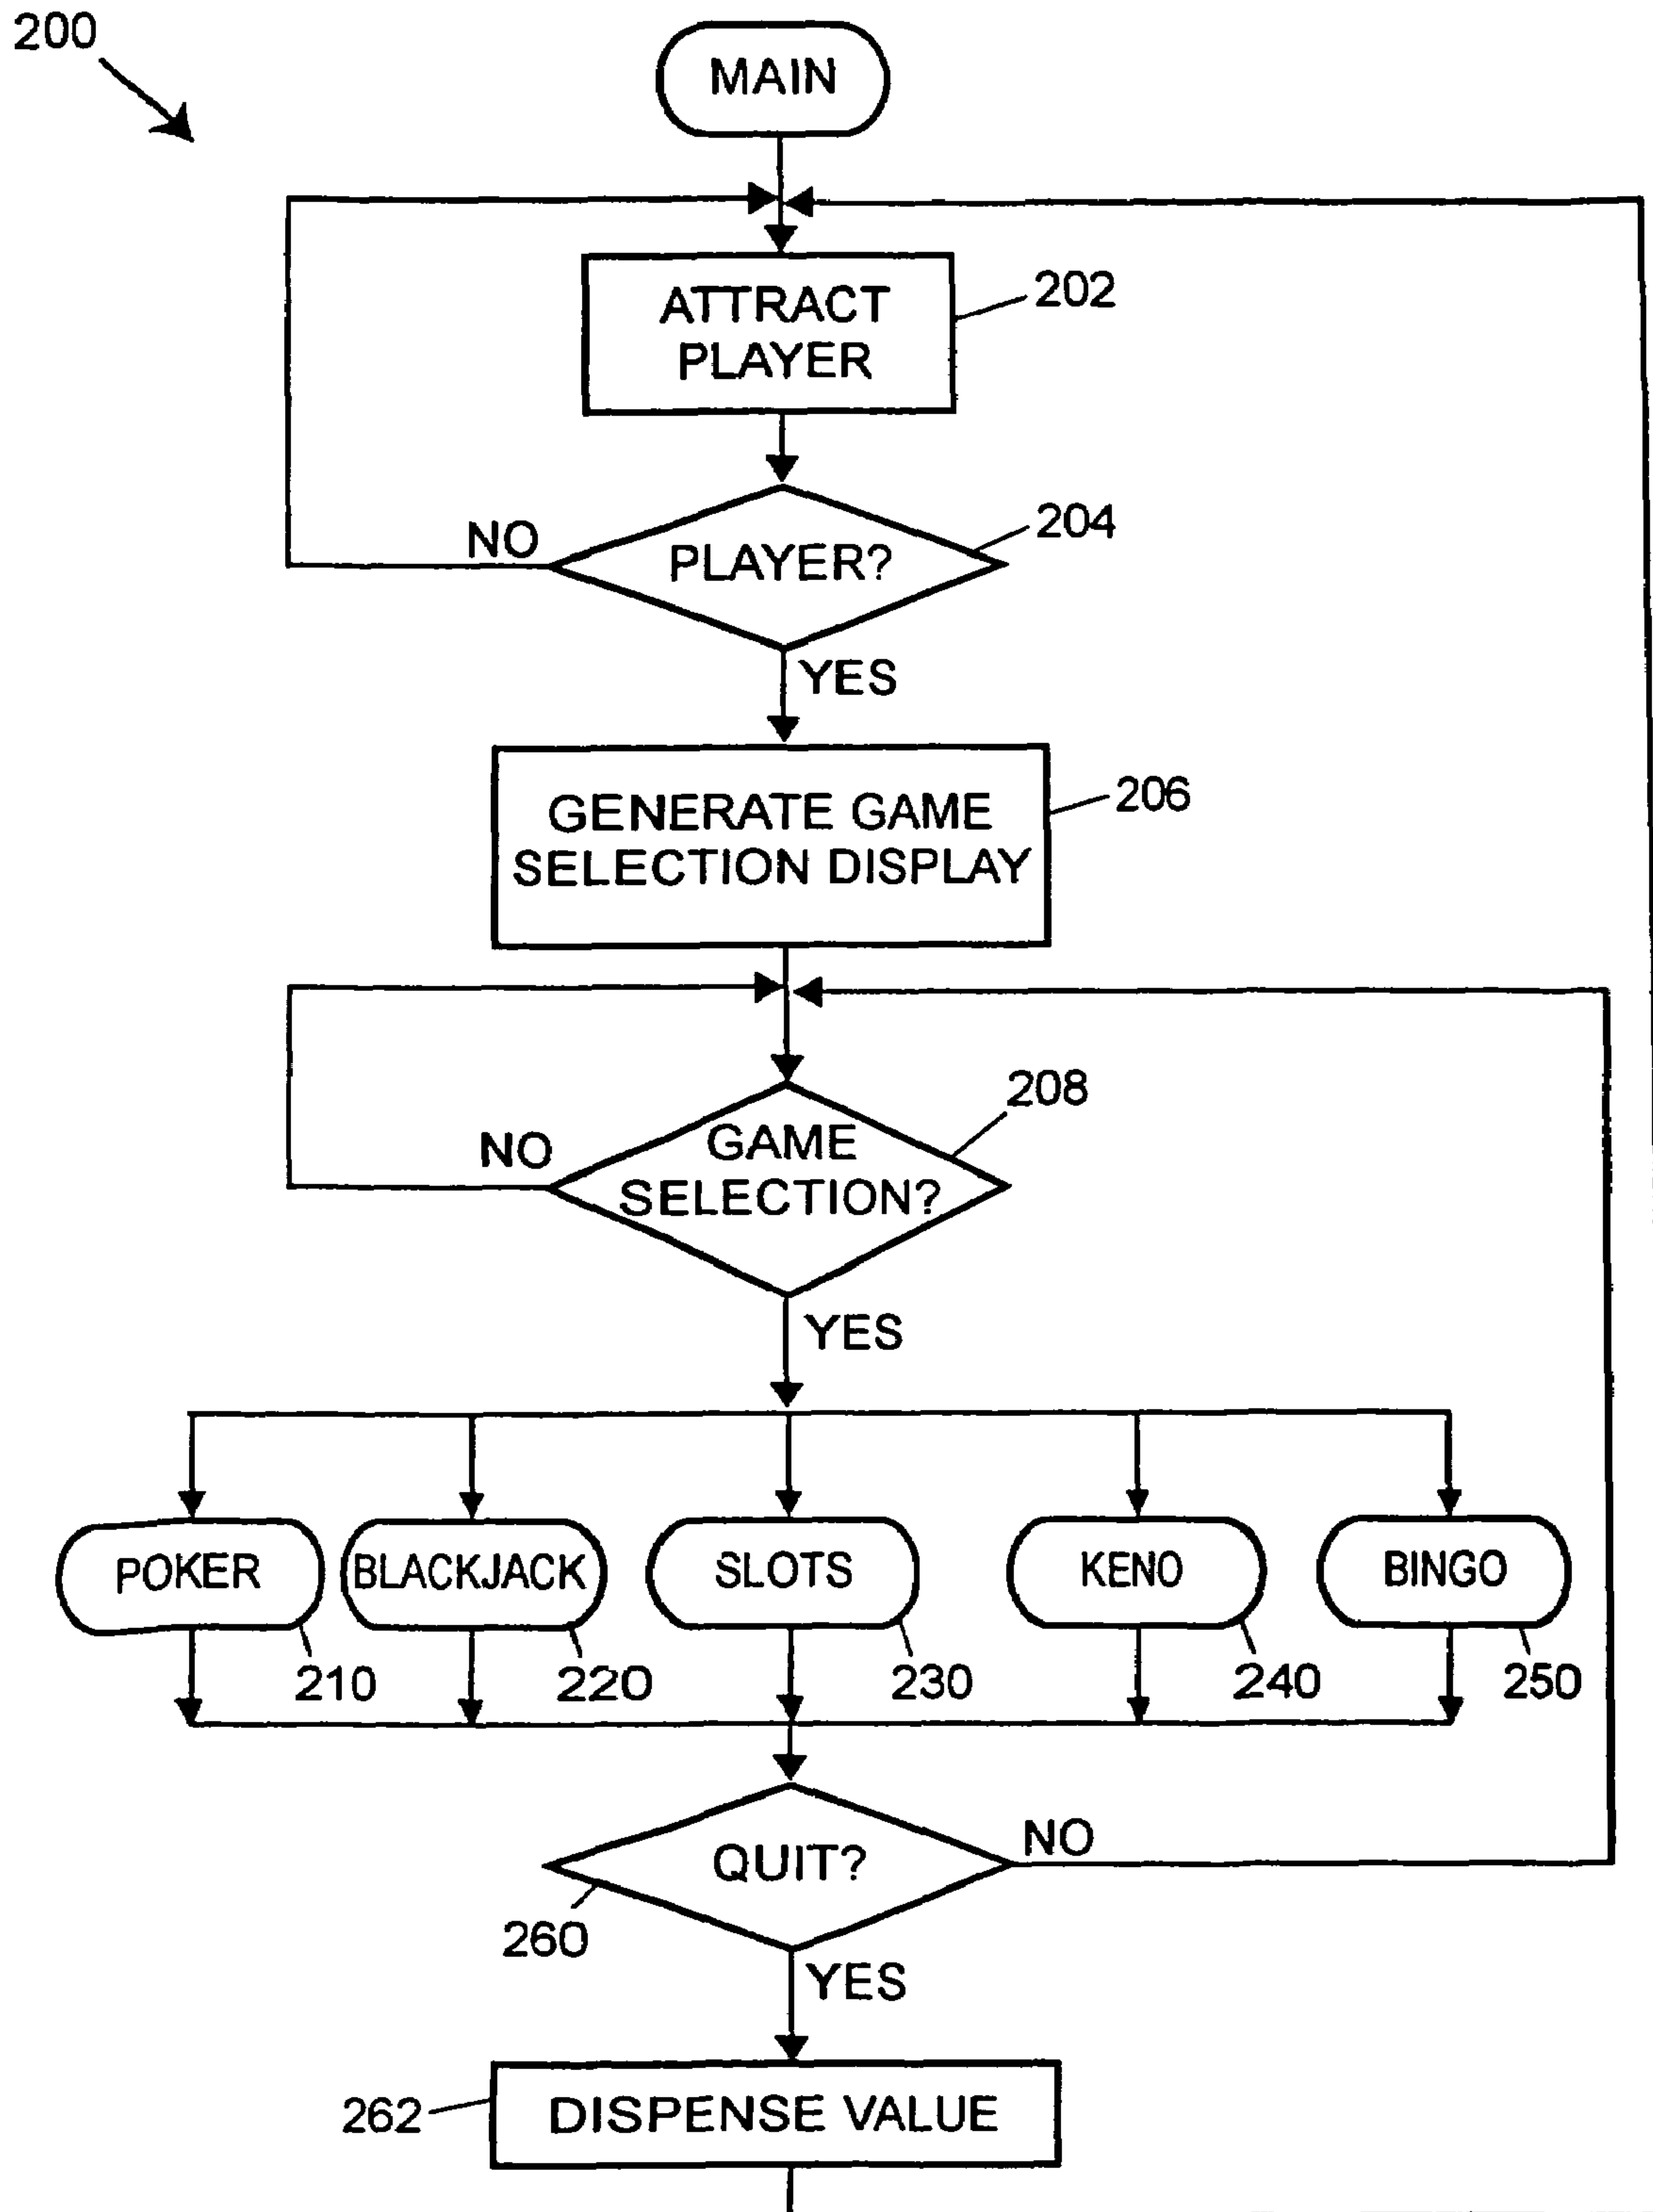 200
MAIN
ATTRACT
PLAYER
202
PLAYER?
204
NO
YES
GENERATE GAME
SELECTION DISPLAY
206
GAME
SELECTION?
208
NO
YES
POKER
BLACKJACK
SLOTS
KENO
BINGO
210
220
230
240
250
QUIT?
NO
260
YES
262
DISPENSE VALUE